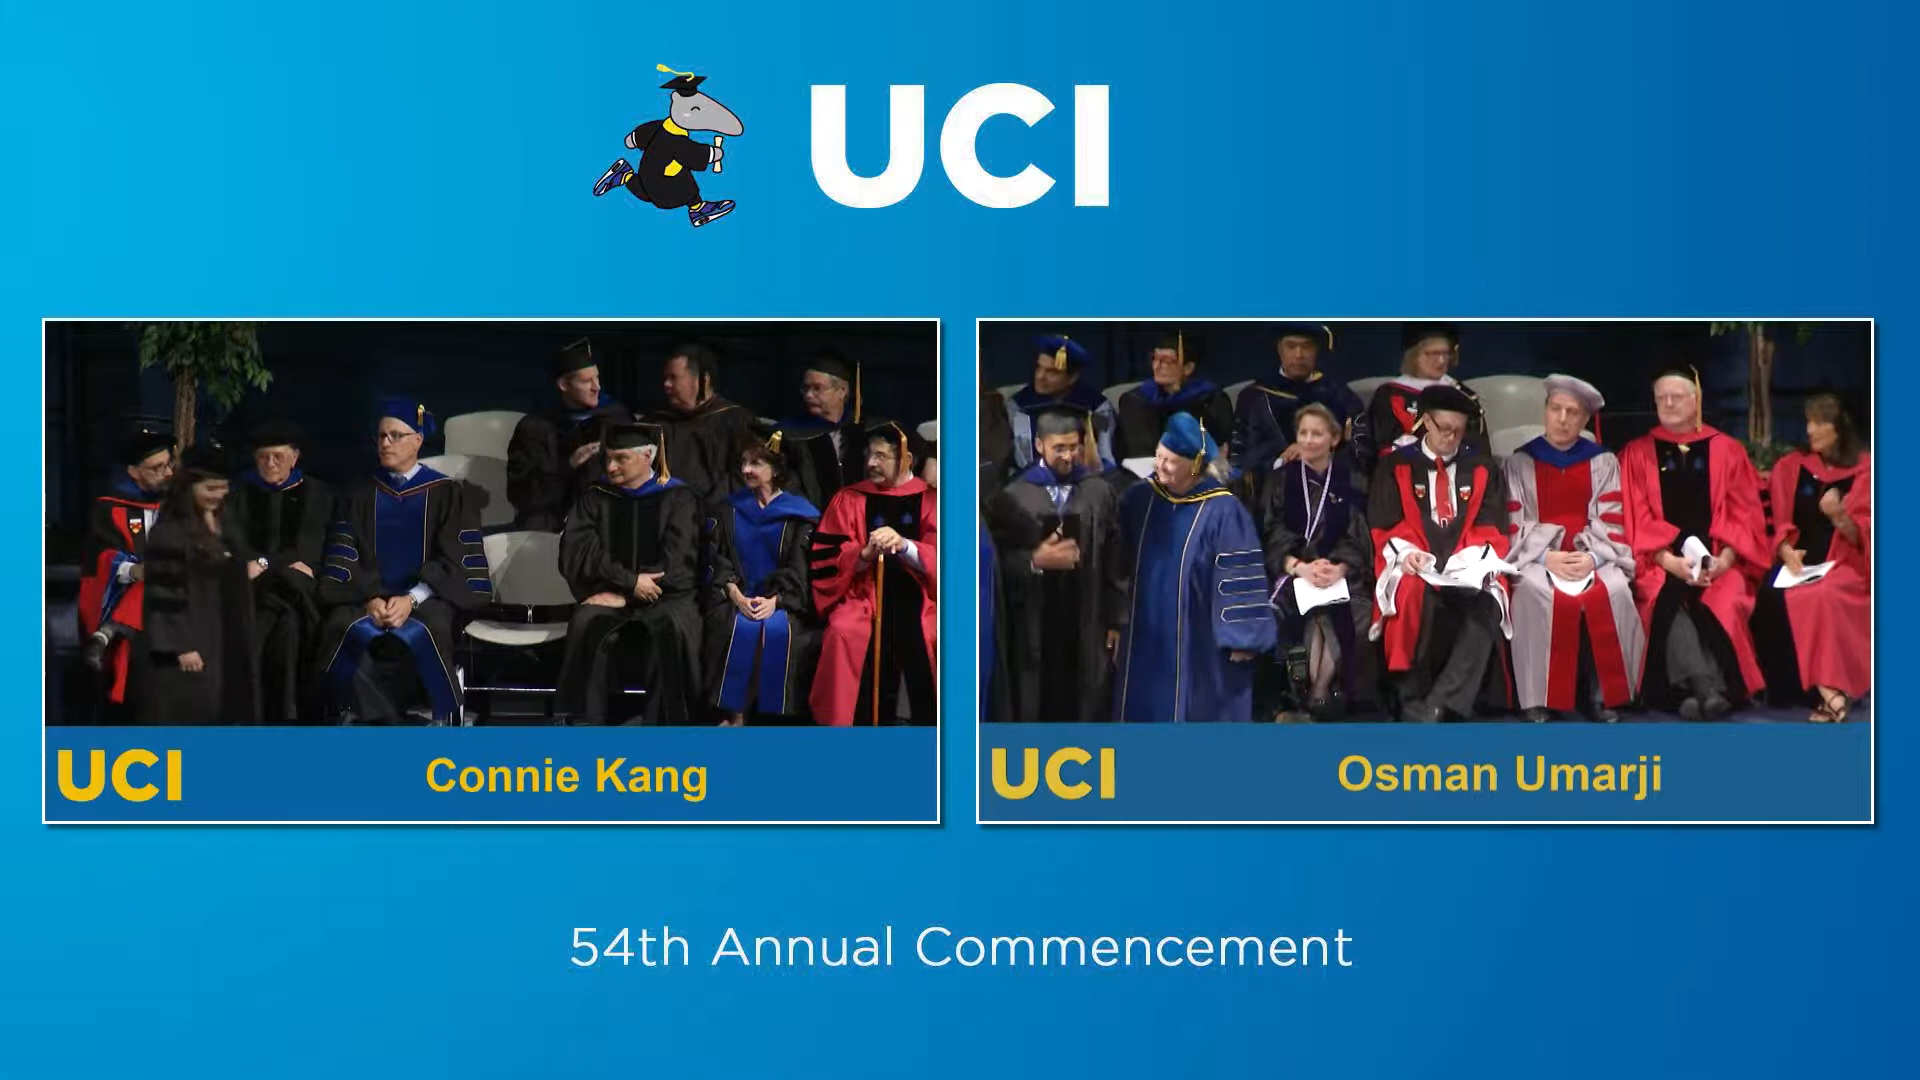 UCI
UCI
Connie Kang
UCI
Osman Umarji
54th Annual Commencement